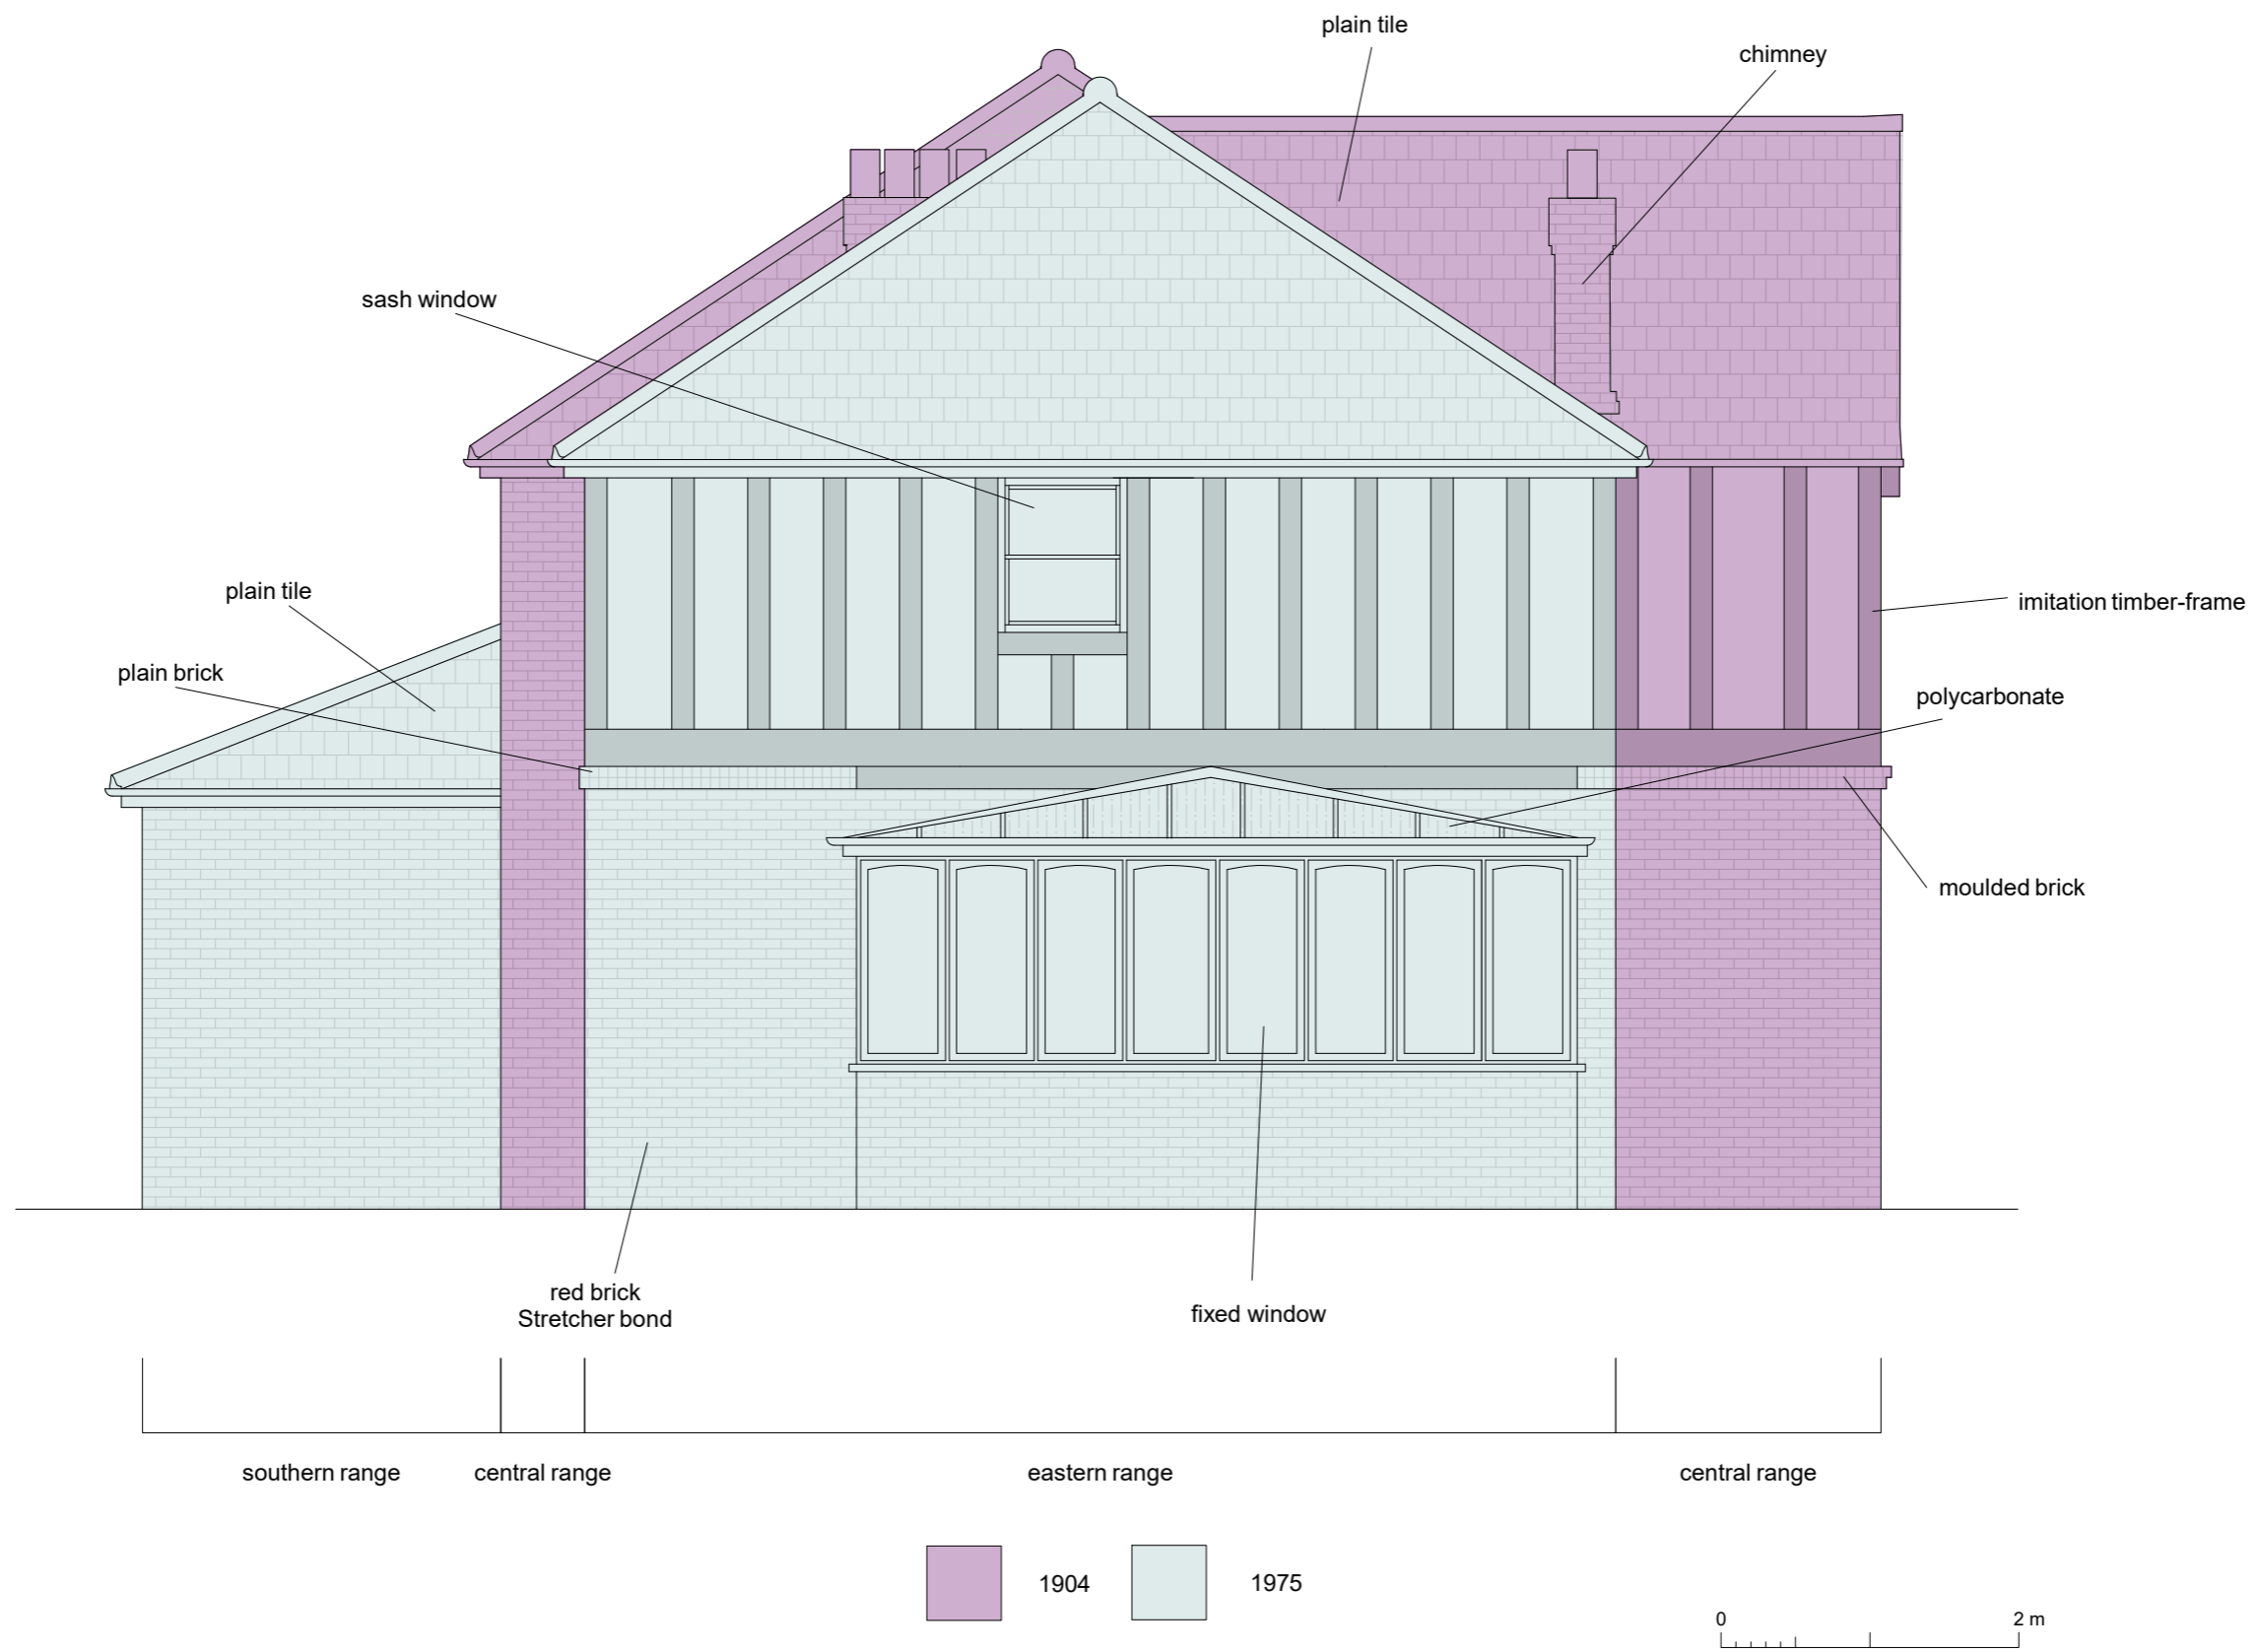 plain tile
chimney
sash window
plain tile
imitation timber-frame
plain brick
polycarbonate
moulded brick
red brick
Stretcher bond
fixed window
southern range
central range
eastern range
central range
1904
1975
0
2 m